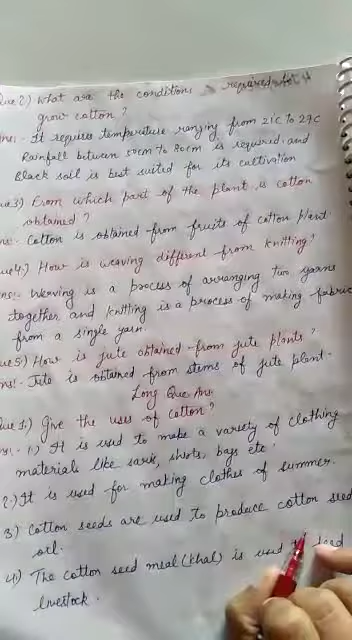 Que 2) What are the conditions required for
grow cotton?
Ans:- It requires temperature ranging from 21c to 27c
Rainfall between 50cm to 80cm is required. and
Black soil is best suited for its cultivation
Que3) From which part of the plant is cotton
obtained?
Ans:- Cotton is obtained from fruits of cotton plant.
Que4:) How is weaving different from knitting?
Ans:- Weaving is a process of arranging two yarns
together and knitting is a process of making fabric
from a single yarn.
Que5:) How is jute obtained from jute plants?
Ans:- Jute is obtained from stems of jute plant.
Long Que Ans
Que 1:) Give the uses of cotton?
Ans:- 1.) It is used to make a variety of clothing
materials like sari, shirts, bags etc.
2.) It is used for making clothes of summer.
3) Cotton seeds are used to produce cotton seed
oil.
4) The cotton seed meal (khal) is used to feed
livestock.